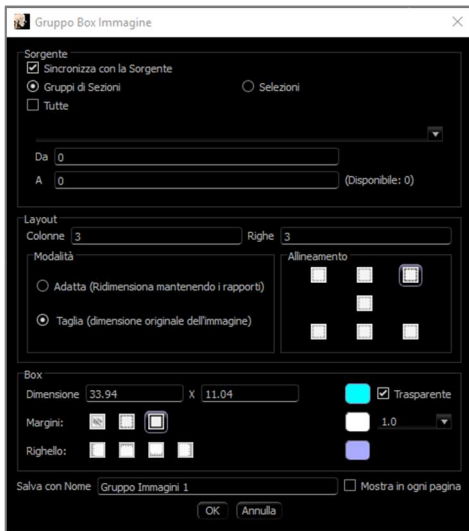 Gruppo Box Immagine
Sorgente
Sincronizza con la Sorgente
Gruppi di Sezioni Selezioni
Tutte
Da 0
A 0 (Disponibile: 0)
Layout
Colonne 3 Righe 3
Modalità Allineamento
Adatta (Ridimensiona mantenendo i rapporti)
Taglia (dimensione originale dell'immagine)
Box
Dimensione 33.94 X 11.04 Trasparente
Margini: 1.0
Righello:
Salva con Nome Gruppo Immagini 1 Mostra in ogni pagina
OK Annulla